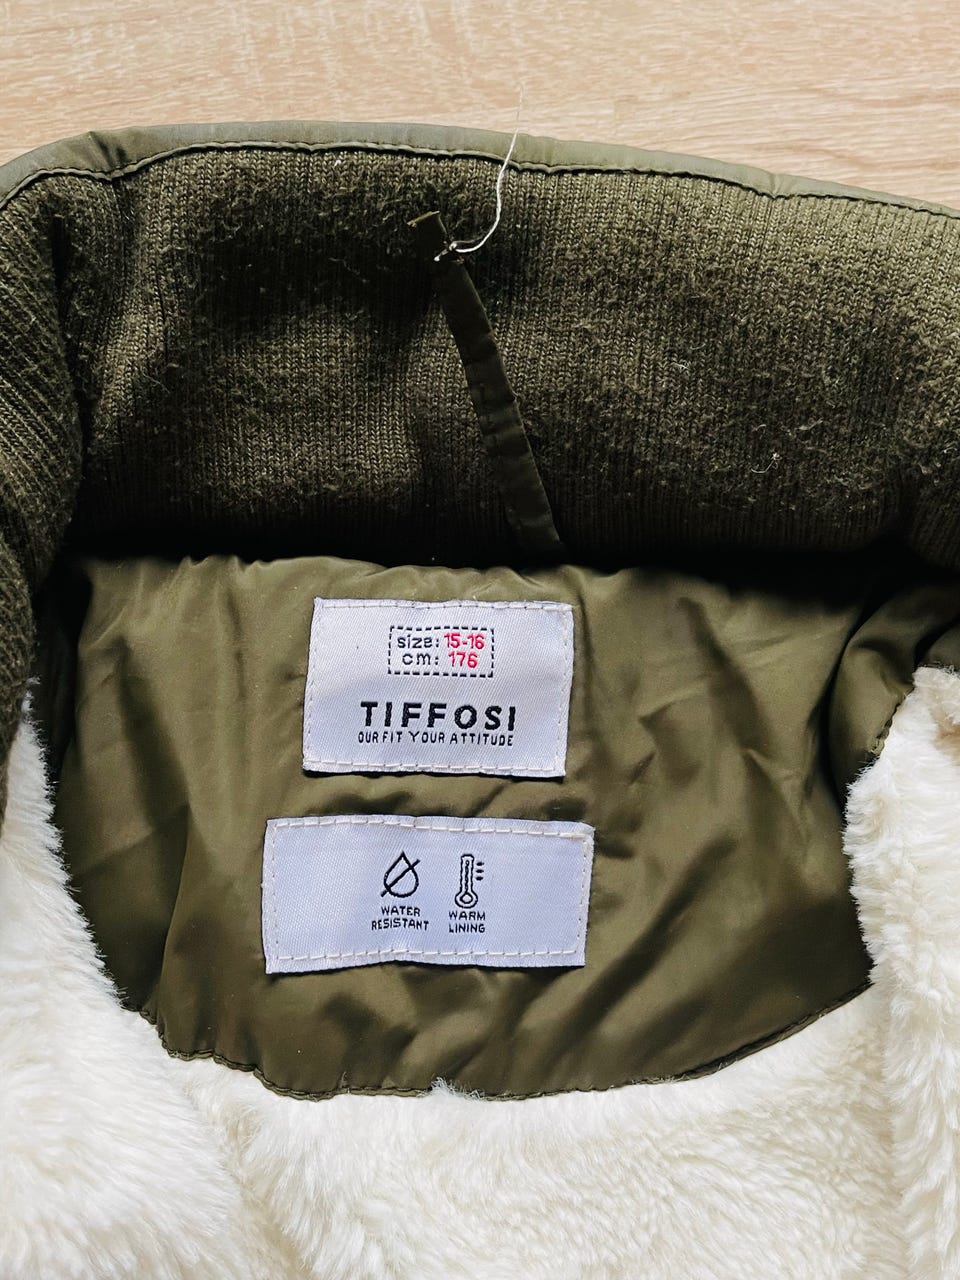 size: 15-16
cm: 176
TIFFOSI
OUR FIT YOUR ATTITUDE
WATER
RESISTANT
WARM
LINING